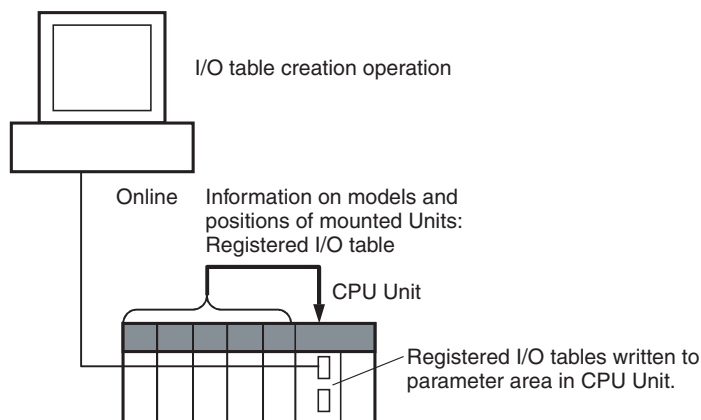 I/O table creation operation
Online
Information on models and
positions of mounted Units:
Registered I/O table
CPU Unit
Registered I/O tables written to
parameter area in CPU Unit.